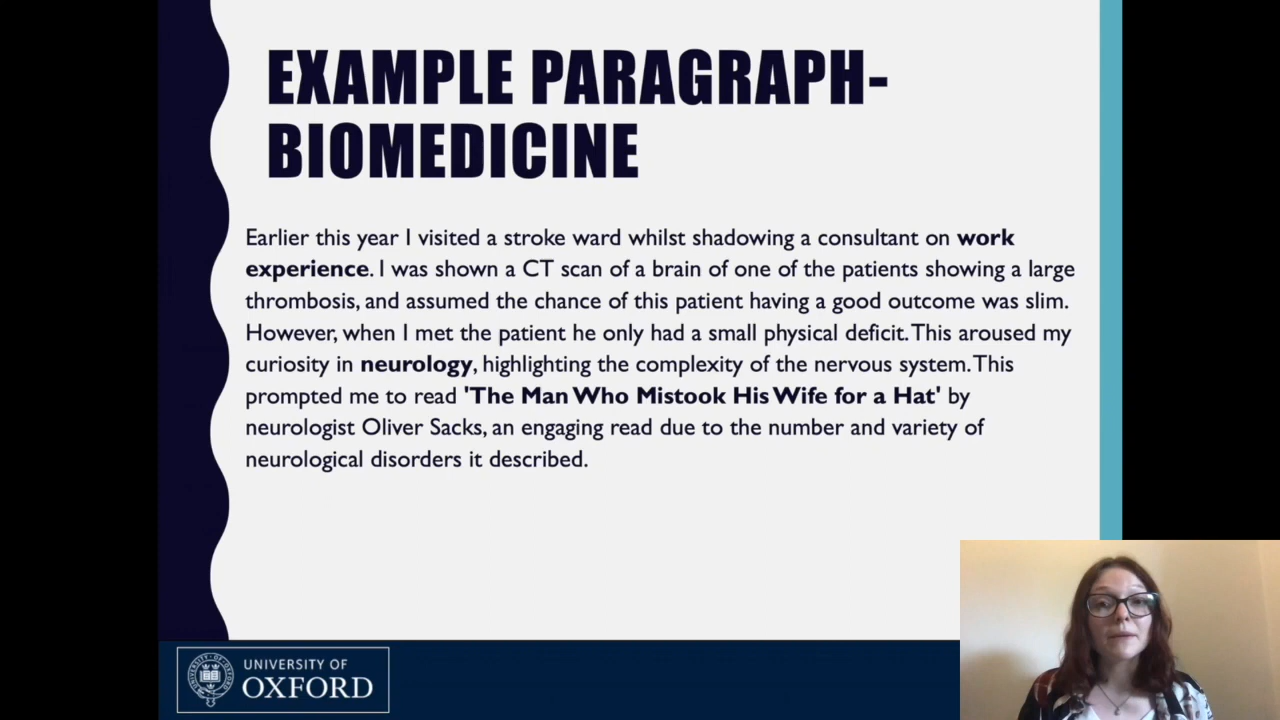 EXAMPLE PARAGRAPH-
BIOMEDICINE
Earlier this year I visited a stroke ward whilst shadowing a consultant on work
experience. I was shown a CT scan of a brain of one of the patients showing a large
thrombosis, and assumed the chance of this patient having a good outcome was slim.
However, when I met the patient he only had a small physical deficit. This aroused my
curiosity in neurology, highlighting the complexity of the nervous system. This
prompted me to read 'The Man Who Mistook His Wife for a Hat' by
neurologist Oliver Sacks, an engaging read due to the number and variety of
neurological disorders it described.
UNIVERSITY OF
OXFORD